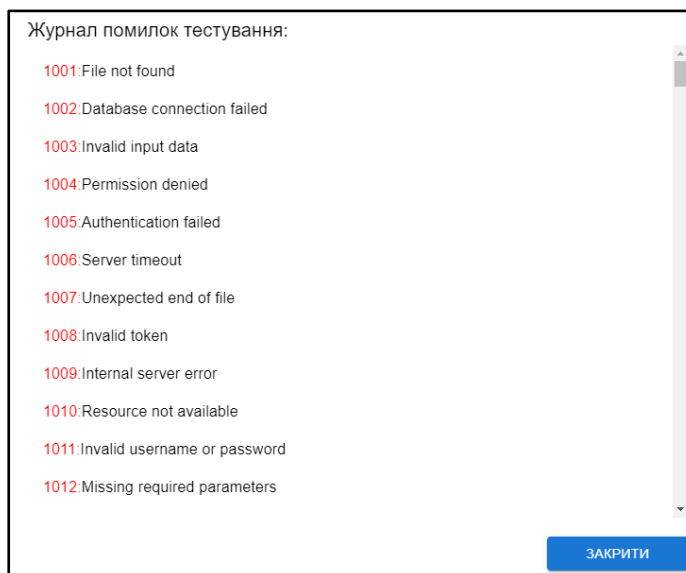 Журнал помилок тестування:
1001:File not found
1002:Database connection failed
1003:Invalid input data
1004:Permission denied
1005:Authentication failed
1006:Server timeout
1007:Unexpected end of file
1008:Invalid token
1009:Internal server error
1010:Resource not available
1011:Invalid username or password
1012:Missing required parameters
ЗАКРИТИ